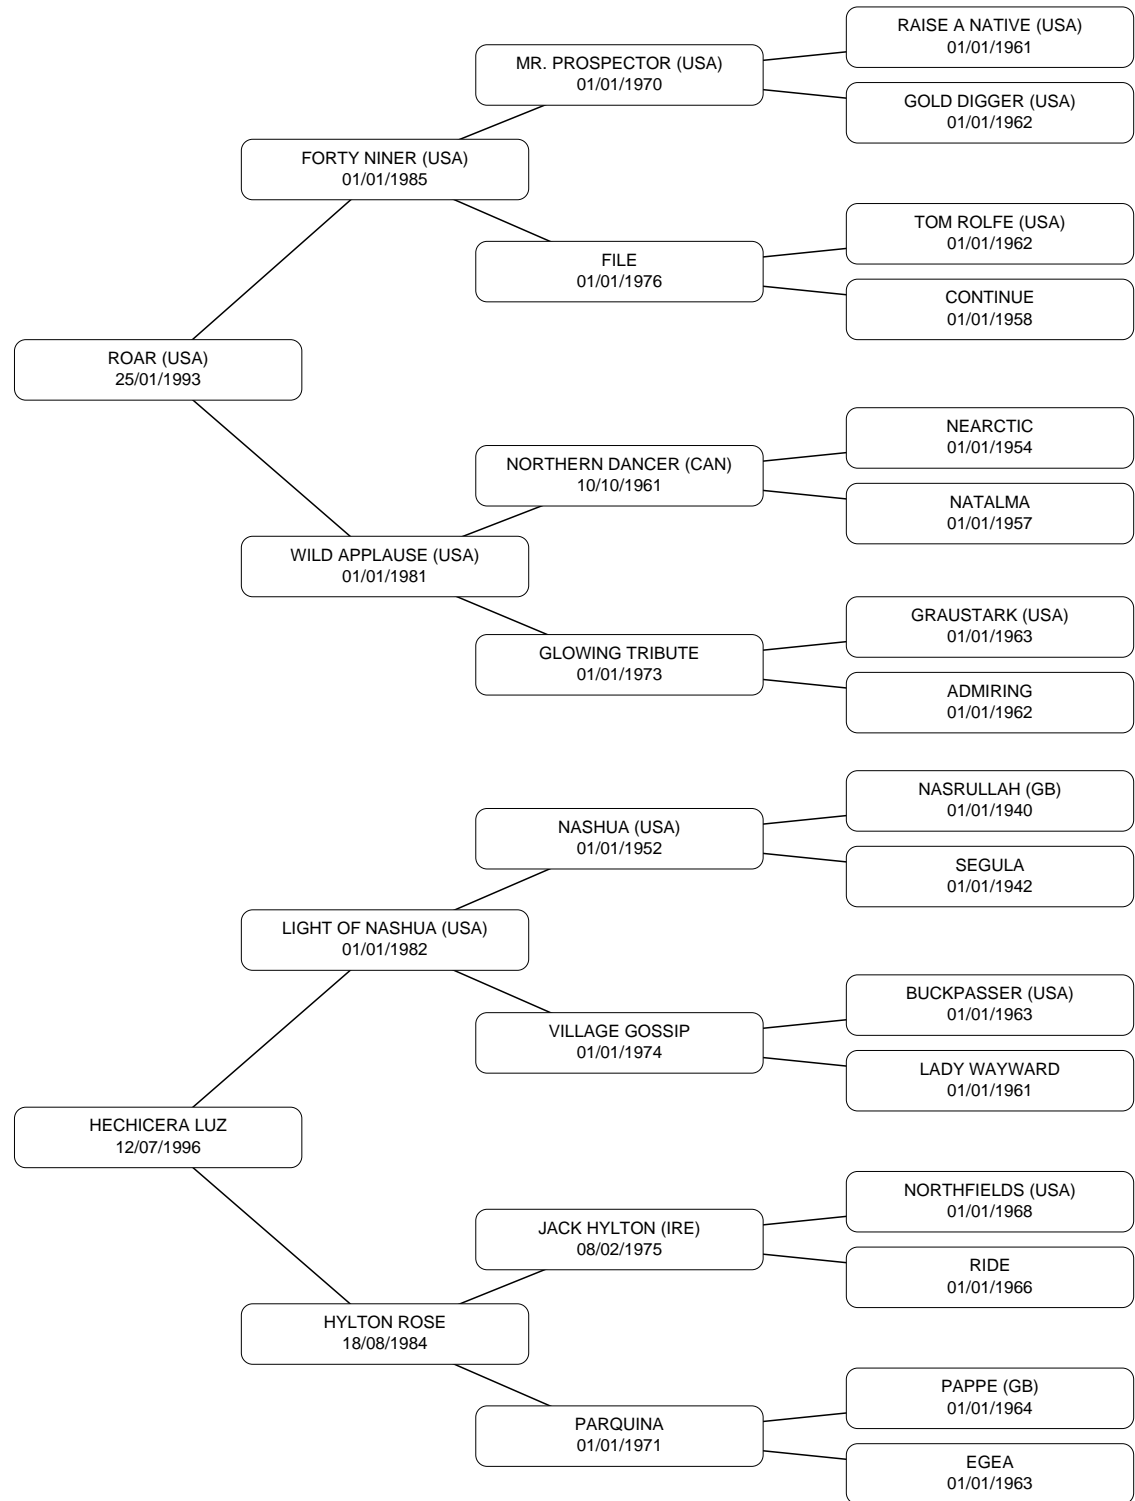 RAISE A NATIVE (USA)
01/01/1961
MR. PROSPECTOR (USA)
01/01/1970
GOLD DIGGER (USA)
01/01/1962
FORTY NINER (USA)
01/01/1985
TOM ROLFE (USA)
01/01/1962
FILE
01/01/1976
CONTINUE
01/01/1958
ROAR (USA)
25/01/1993
NEARCTIC
01/01/1954
NORTHERN DANCER (CAN)
10/10/1961
NATALMA
01/01/1957
WILD APPLAUSE (USA)
01/01/1981
GRAUSTARK (USA)
01/01/1963
GLOWING TRIBUTE
01/01/1973
ADMIRING
01/01/1962
NASRULLAH (GB)
01/01/1940
NASHUA (USA)
01/01/1952
SEGULA
01/01/1942
LIGHT OF NASHUA (USA)
01/01/1982
BUCKPASSER (USA)
01/01/1963
VILLAGE GOSSIP
01/01/1974
LADY WAYWARD
01/01/1961
HECHICERA LUZ
12/07/1996
NORTHFIELDS (USA)
01/01/1968
JACK HYLTON (IRE)
08/02/1975
RIDE
01/01/1966
HYLTON ROSE
18/08/1984
PAPPE (GB)
01/01/1964
PARQUINA
01/01/1971
EGEA
01/01/1963